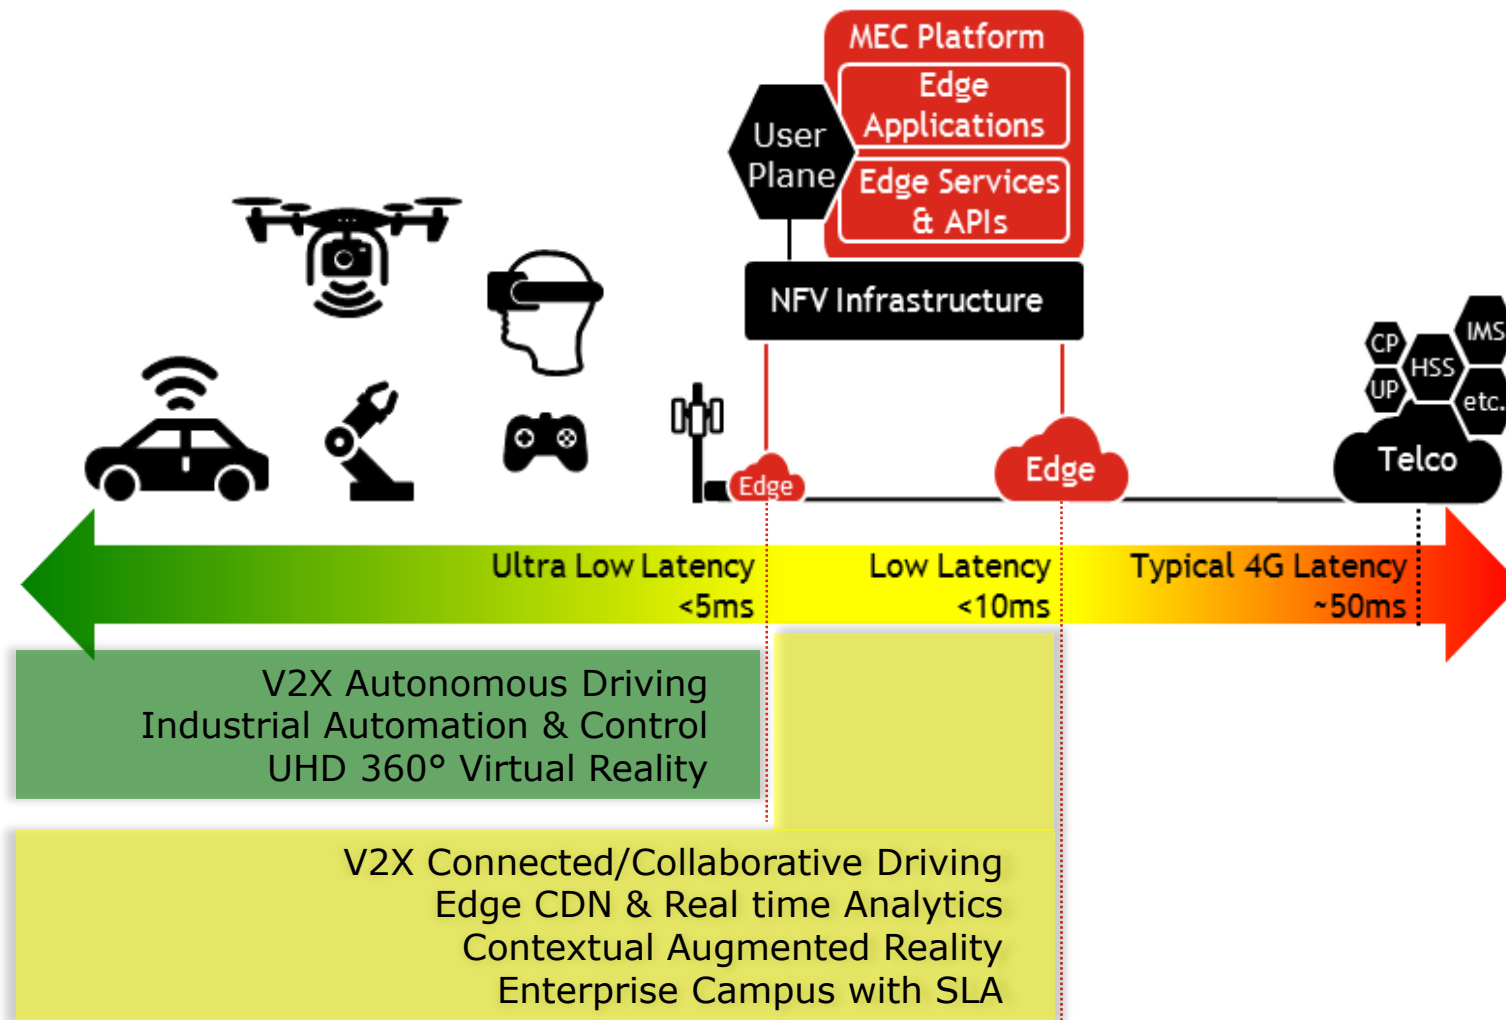 MEC Platform
Edge
Applications
User
Plane
Edge Services
& APIs
NFV Infrastructure
CP
IMS
HSS
UP
etc.
Telco
Edge
Edge
Ultra Low Latency
<5ms
Low Latency
<10ms
Typical 4G Latency
~50ms
V2X Autonomous Driving
Industrial Automation & Control
UHD 360° Virtual Reality
V2X Connected/Collaborative Driving
Edge CDN & Real time Analytics
Contextual Augmented Reality
Enterprise Campus with SLA